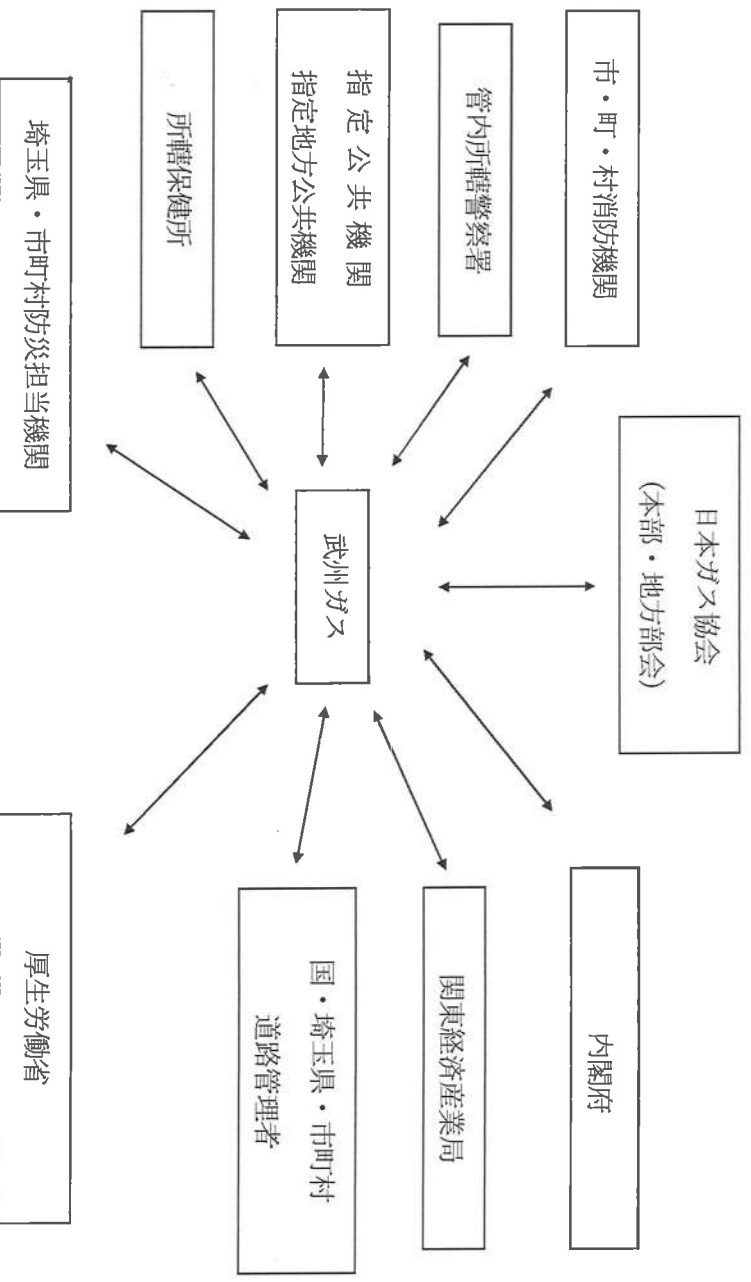 日本ガス協会
(本部・地方部会)
市・町・村消防機関
内閣府
管内所轄警察署
関東経済産業局
指定公共機関
指定地方公共機関
武州ガス
国・埼玉県・市町村
道路管理者
所轄保健所
埼玉県・市町村防災担当機関
厚生労働省